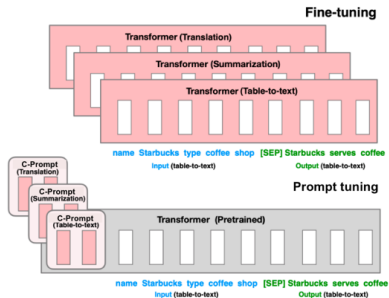 Fine-tuning
Transformer (Translation)
Transformer (Summarization)
Transformer (Table-to-text)
name Starbucks type coffee shop [SEP] Starbucks serves coffee
Input (table-to-text) Output (table-to-text)
Prompt tuning
C-Prompt
(Translation)
C-Prompt
(Summarization)
C-Prompt
(Table-to-text)
Transformer (Pretrained)
name Starbucks type coffee shop [SEP] Starbucks serves coffee
Input (table-to-text) Output (table-to-text)